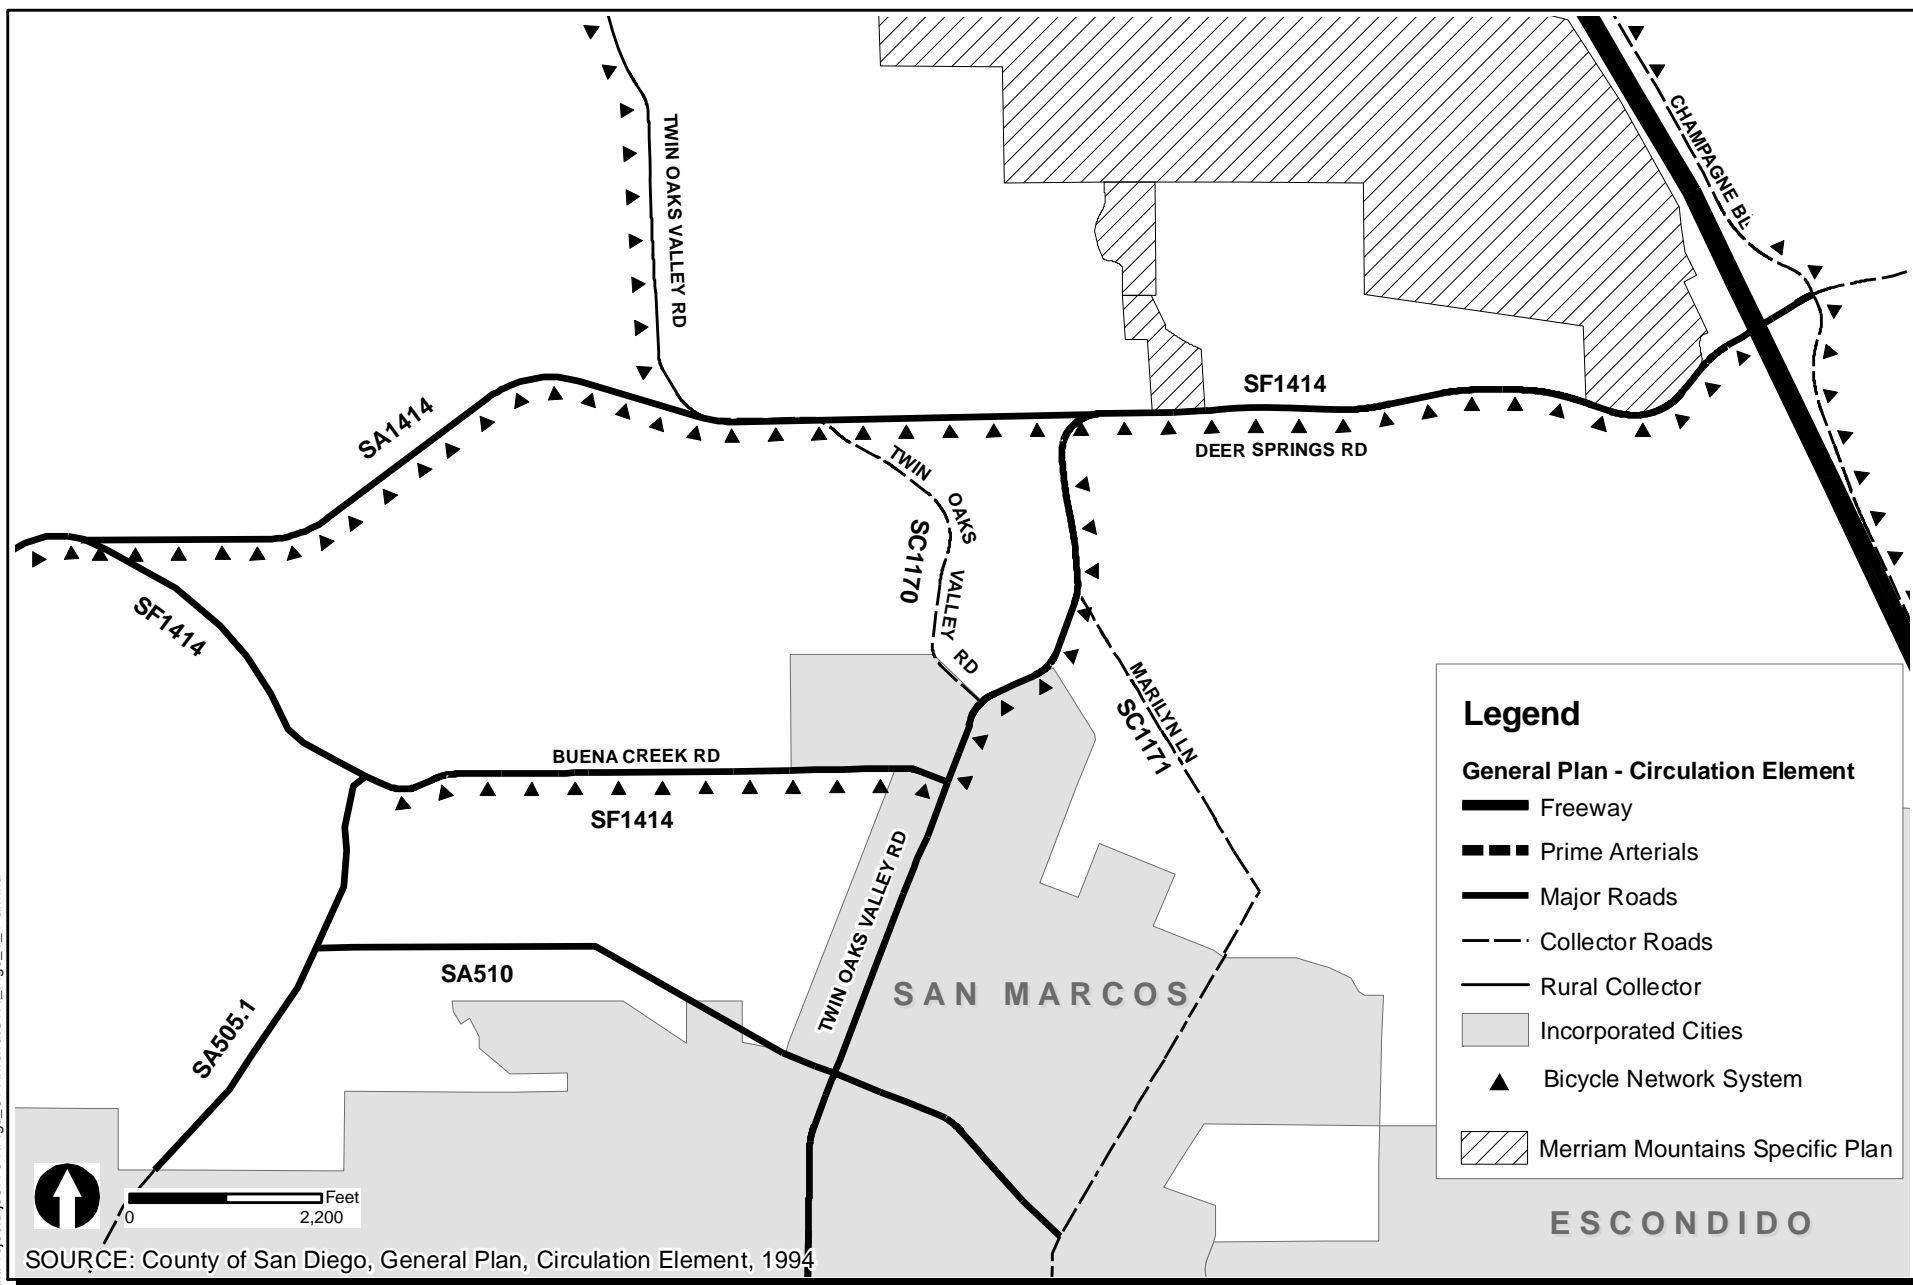 TWIN OAKS VALLEY RD
CHAMPAGNE BL
SA1414
SF1414
DEER SPRINGS RD
TWIN OAKS VALLEY RD
SC1170
SF1414
MARILYN LN
SC1171
BUENA CREEK RD
SF1414
TWIN OAKS VALLEY RD
SA510
SA505.1
SAN MARCOS
ESCONDIDO
Legend
General Plan - Circulation Element
Freeway
Prime Arterials
Major Roads
Collector Roads
Rural Collector
Incorporated Cities
Bicycle Network System
Merriam Mountains Specific Plan
Feet
0 2,200
SOURCE: County of San Diego, General Plan, Circulation Element, 1994